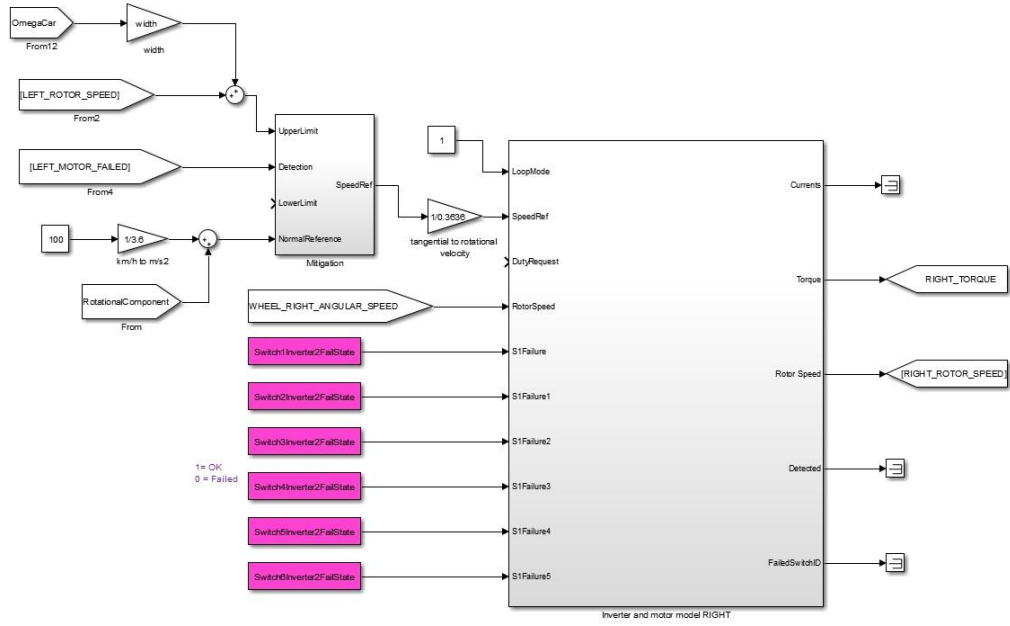 OmegaCar
From12
width
width
[LEFT_ROTOR_SPEED]
From2
[LEFT_MOTOR_FAILED]
From4
100
1/3.6
km/h to m/s2
RotationalComponent
From
UpperLimit
Detection
LowerLimit
NormalReference
SpeedRef
Mitigation
1
1/0.3636
tangential to rotational
velocity
WHEEL_RIGHT_ANGULAR_SPEED
Switch1Inverter2FailState
Switch2Inverter2FailState
Switch3Inverter2FailState
1= OK
0 = Failed
Switch4Inverter2FailState
Switch5Inverter2FailState
Switch6Inverter2FailState
LoopMode
SpeedRef
DutyRequest
RotorSpeed
S1Failure
S1Failure1
S1Failure2
S1Failure3
S1Failure4
S1Failure5
Currents
Torque
Rotor Speed
Detected
FailedSwitchID
Inverter and motor model RIGHT
RIGHT_TORQUE
[RIGHT_ROTOR_SPEED]